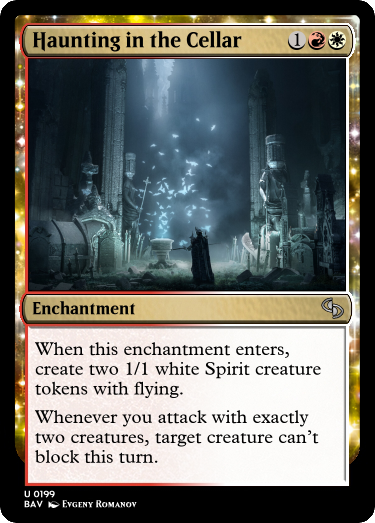 Haunting in the Cellar 1
Enchantment
When this enchantment enters,
create two 1/1 white Spirit creature
tokens with flying.
Whenever you attack with exactly
two creatures, target creature can't
block this turn.
U 0199
BAV Evgeny Romanov